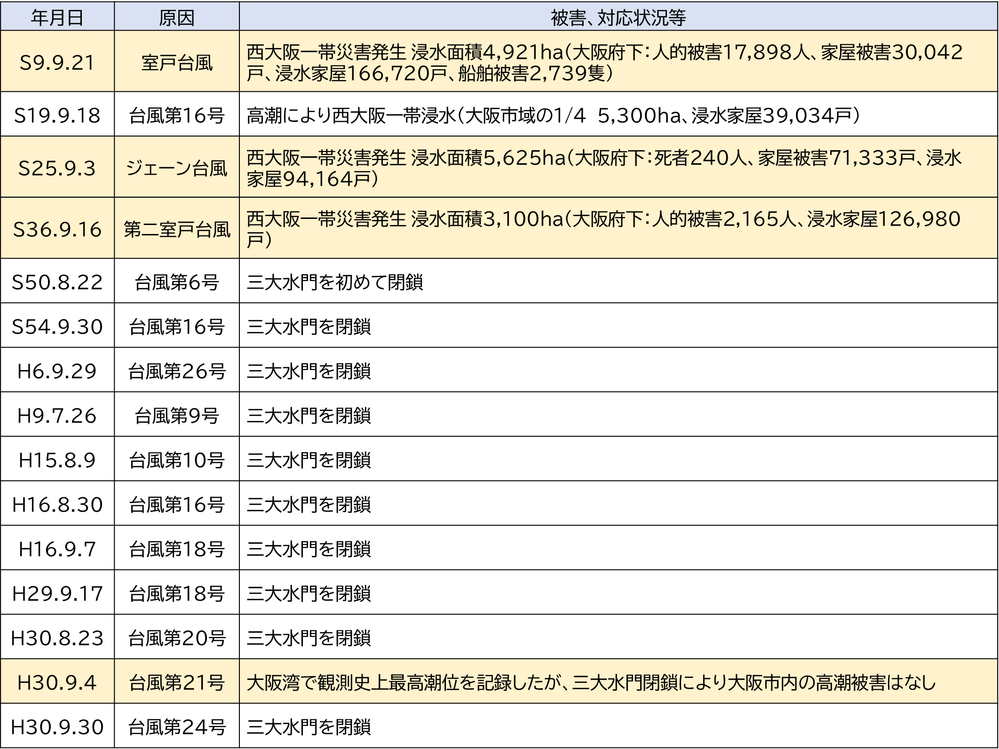 年月日 原因 被害、対応状況等
S9.9.21 室戸台風 西大阪一帯災害発生 浸水面積4,921ha（大阪府下：人的被害17,898人、家屋被害30,042
戸、浸水家屋166,720戸、船舶被害2,739隻）
S19.9.18 台風第16号 高潮により西大阪一帯浸水（大阪市域の1/4 5,300ha、浸水家屋39,034戸）
S25.9.3 ジェーン台風 西大阪一帯災害発生 浸水面積5,625ha（大阪府下：死者240人、家屋被害71,333戸、浸水
家屋94,164戸）
S36.9.16 第二室戸台風 西大阪一帯災害発生 浸水面積3,100ha（大阪府下：人的被害2,165人、浸水家屋126,980
戸）
S50.8.22 台風第6号 三大水門を初めて閉鎖
S54.9.30 台風第16号 三大水門を閉鎖
H6.9.29 台風第26号 三大水門を閉鎖
H9.7.26 台風第9号 三大水門を閉鎖
H15.8.9 台風第10号 三大水門を閉鎖
H16.8.30 台風第16号 三大水門を閉鎖
H16.9.7 台風第18号 三大水門を閉鎖
H29.9.17 台風第18号 三大水門を閉鎖
H30.8.23 台風第20号 三大水門を閉鎖
H30.9.4 台風第21号 大阪湾で観測史上最高潮位を記録したが、三大水門閉鎖により大阪市内の高潮被害はなし
H30.9.30 台風第24号 三大水門を閉鎖